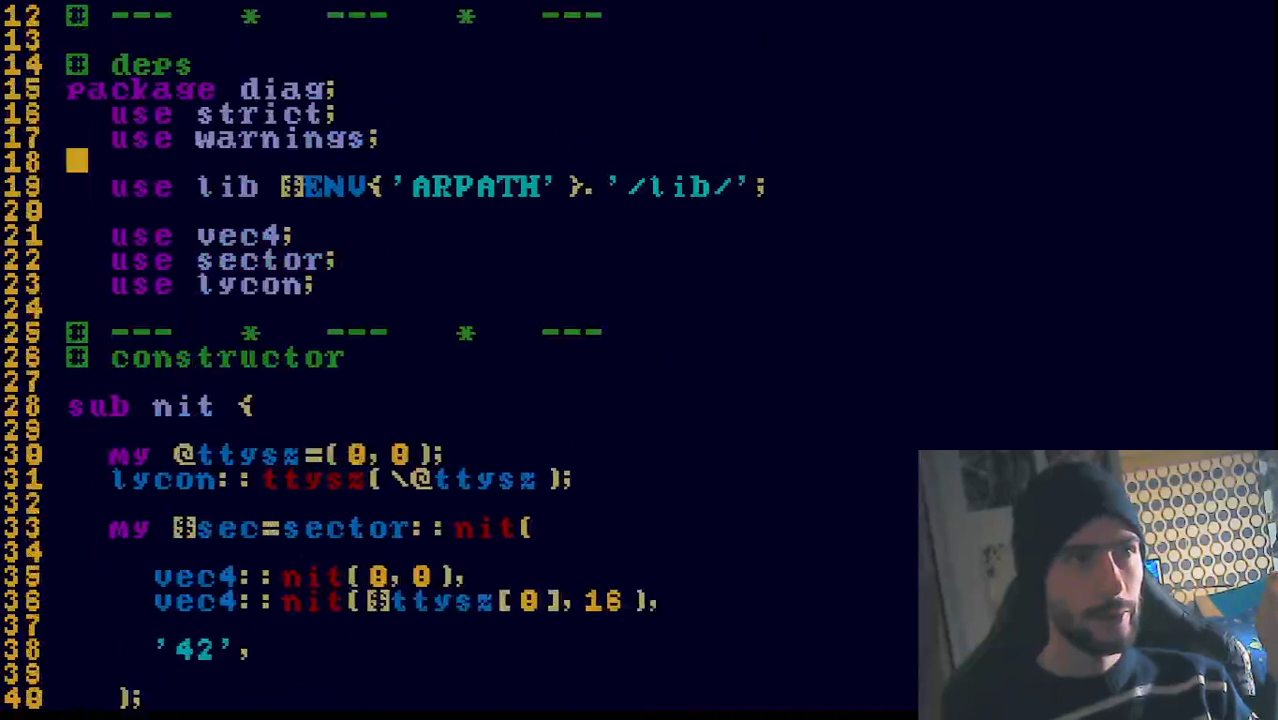 12 # ---   *   ---   *   ---
13
14 # deps
15 package diag;
16   use strict;
17   use warnings;
18
19   use lib $ENV{'ARPATH'}.'/lib/';
20
21   use vec4;
22   use sector;
23   use lycon;
24
25 # ---   *   ---   *   ---
26 # constructor
27
28 sub nit {
29
30   my @ttysz=(0,0);
31   lycon::ttysz(\@ttysz);
32
33   my $sec=sector::nit(
34
35     vec4::nit(0,0),
36     vec4::nit($ttysz[0],16),
37
38     '42',
39
40   );